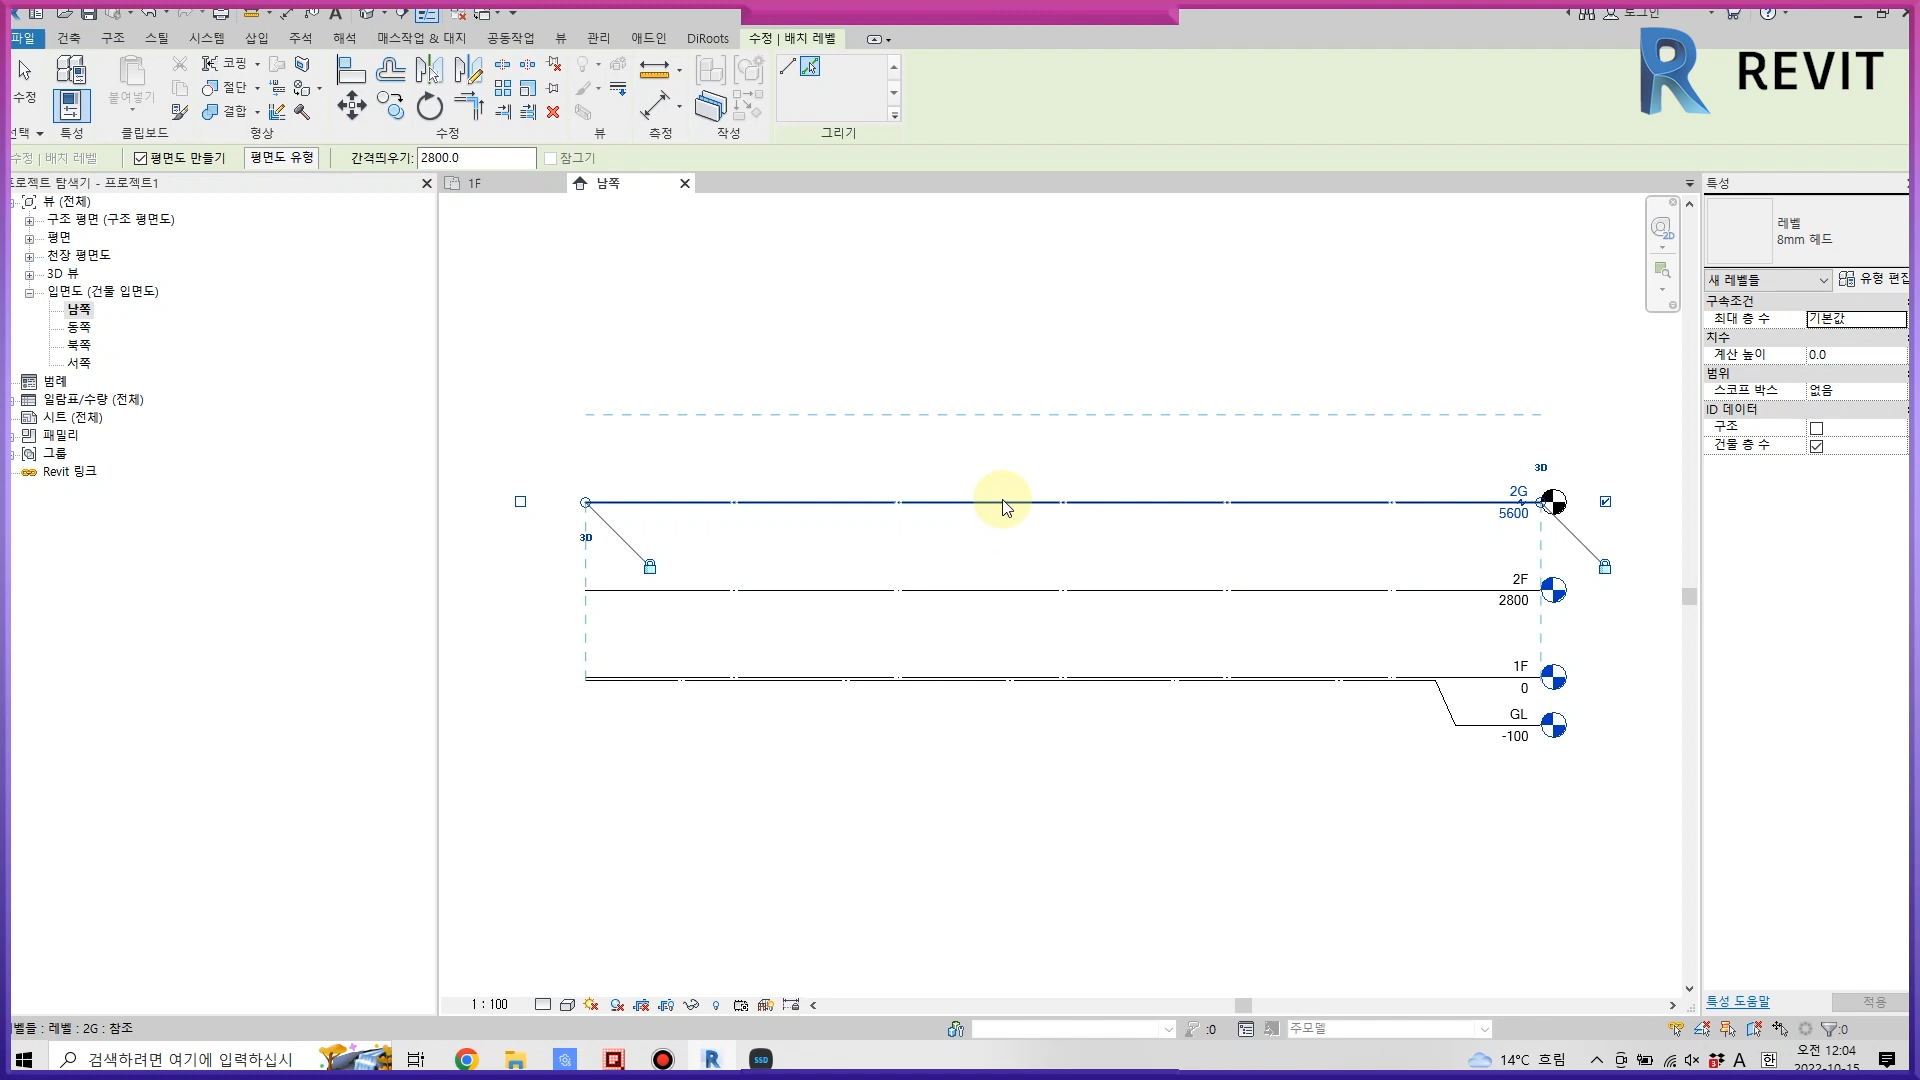 로그인
파일 건축 구조 스틸 시스템 삽입 주석 해석 매스작업 & 대지 공동작업 뷰 관리 애드인 DiRoots 수정 | 배치 레벨
REVIT
코핑
절단
결합
수정
붙여넣기
특성 클립보드 형상 수정 뷰 측정 작성 그리기
수정 | 배치 레벨 평면도 만들기 평면도 유형 간격띄우기: 2800.0 잠그기
프로젝트 탐색기 - 프로젝트1
1F
남쪽
뷰 (전체)
구조 평면 (구조 평면도)
평면
천장 평면도
3D 뷰
입면도 (건물 입면도)
남쪽
동쪽
북쪽
서쪽
범례
일람표/수량 (전체)
시트 (전체)
패밀리
그룹
Revit 링크
2D
3D
2G
5600
3D
2F
2800
1F
0
GL
-100
특성
레벨
8mm 헤드
새 레벨들 유형 편집
구속조건
최대 층 수 기본값
치수
계산 높이 0.0
범위
스코프 박스 없음
ID 데이터
구조
건물 층 수
특성 도움말 적용
1 : 100
벨들 : 레벨 : 2G : 참조
:0
주모델
:0
검색하려면 여기에 입력하십시
SSD
14°C 흐림
A
한
오전 12:04
2022-10-15